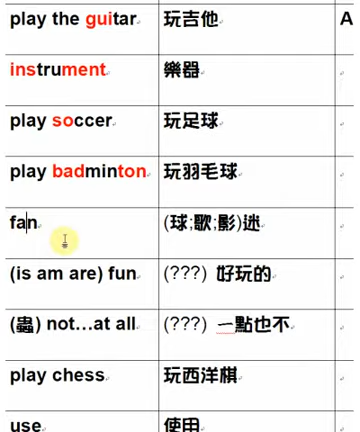 play the guitar 玩吉他 A
instrument 樂器
play soccer 玩足球
play badminton 玩羽毛球
fan (球;歌;影)迷
(is am are) fun (???) 好玩的
(蟲) not…at all (???) 一點也不
play chess 玩西洋棋
use 使用